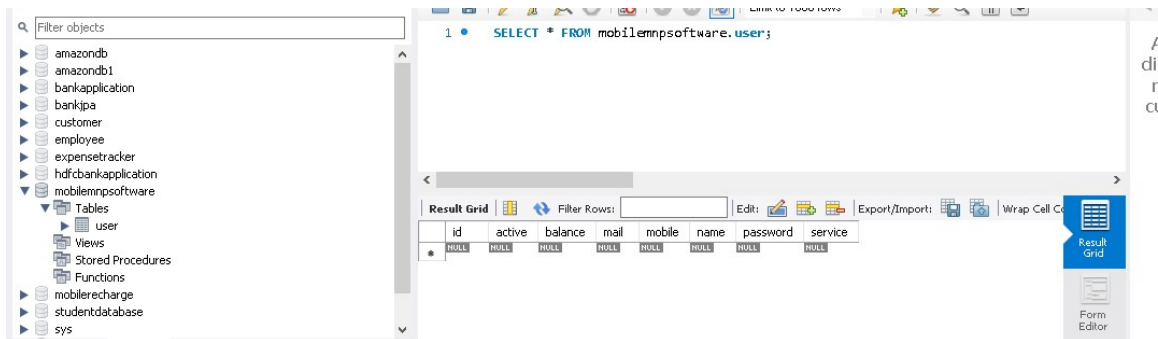 Filter objects
amazondb
amazondb1
bankapplication
bankjpa
customer
employee
expensetracker
hdfcbankapplication
mobilemnpsoftware
Tables
user
Views
Stored Procedures
Functions
mobilerecharge
studentdatabase
sys
1 SELECT * FROM mobilemnpsoftware.user;
Result Grid Filter Rows: Edit: Export/Import: Wrap Cell
id active balance mail mobile name password service
NULL NULL NULL NULL NULL NULL NULL NULL
Result
Grid
Form
Editor